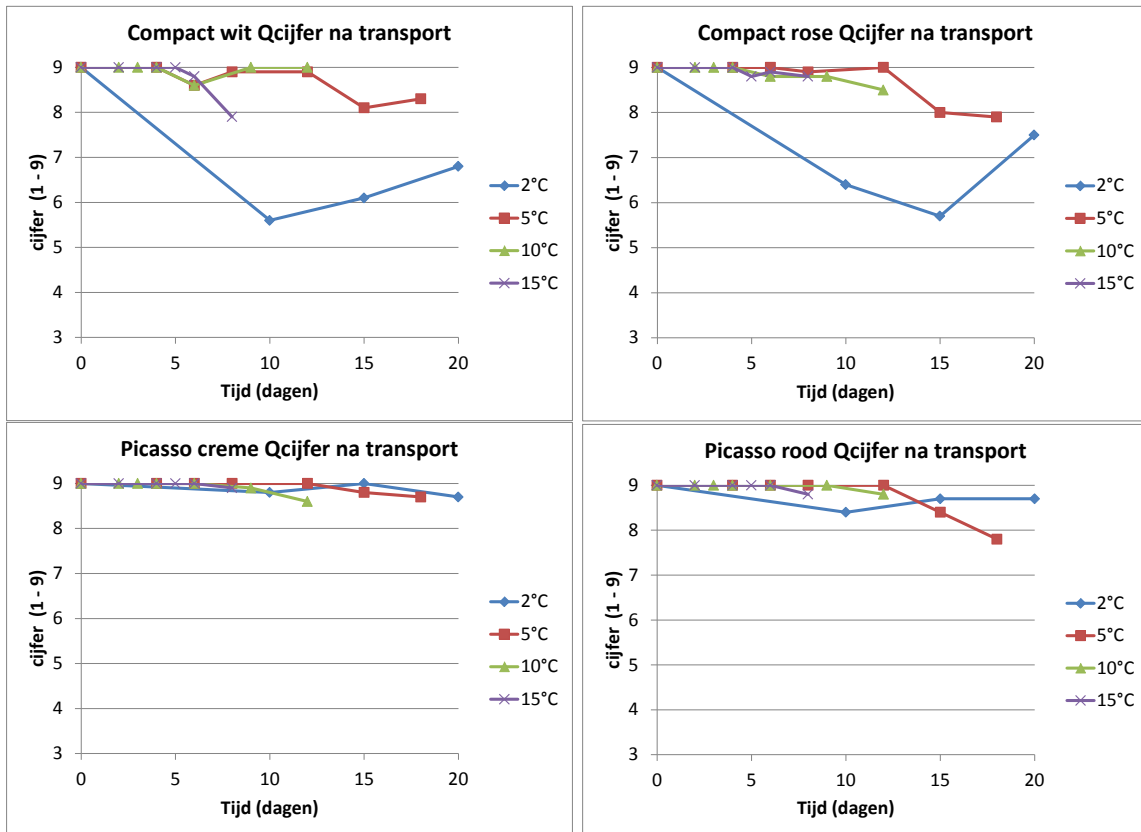 Compact wit Qcijfer na transport
9
8
7
6
5
4
3
cijfer (1 - 9)
0 5 10 15 20
Tijd (dagen)
2°C
5°C
10°C
15°C
Compact rose Qcijfer na transport
9
8
7
6
5
4
3
cijfer (1 - 9)
0 5 10 15 20
Tijd (dagen)
2°C
5°C
10°C
15°C
Picasso creme Qcijfer na transport
9
8
7
6
5
4
3
cijfer (1 - 9)
0 5 10 15 20
Tijd (dagen)
2°C
5°C
10°C
15°C
Picasso rood Qcijfer na transport
9
8
7
6
5
4
3
cijfer (1 - 9)
0 5 10 15 20
Tijd (dagen)
2°C
5°C
10°C
15°C